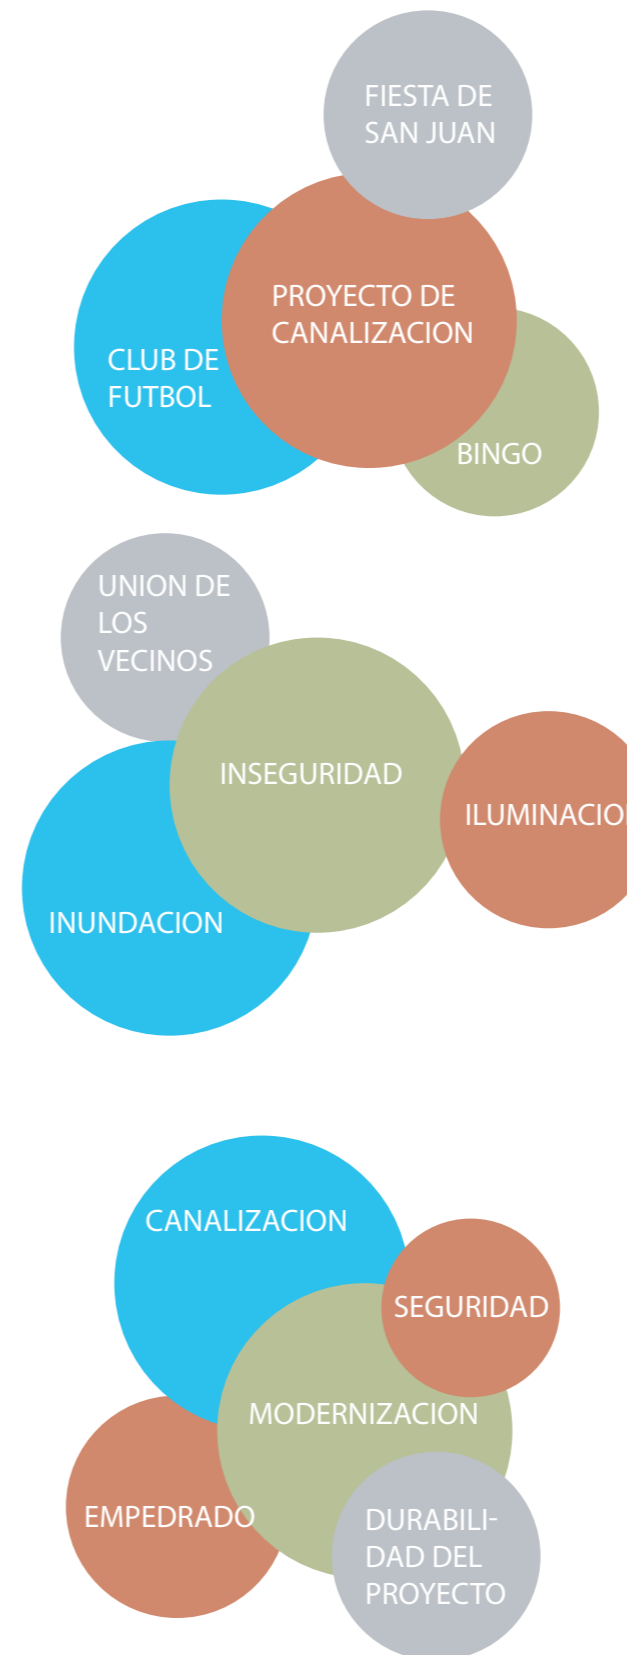 FIESTA DE
SAN JUAN
PROYECTO DE
CANALIZACION
CLUB DE
FUTBOL
BINGO
UNION DE
LOS
VECINOS
INSEGURIDAD
ILUMINACION
INUNDACION
CANALIZACION
SEGURIDAD
MODERNIZACION
EMPEDRADO
DURABILI-
DAD DEL
PROYECTO